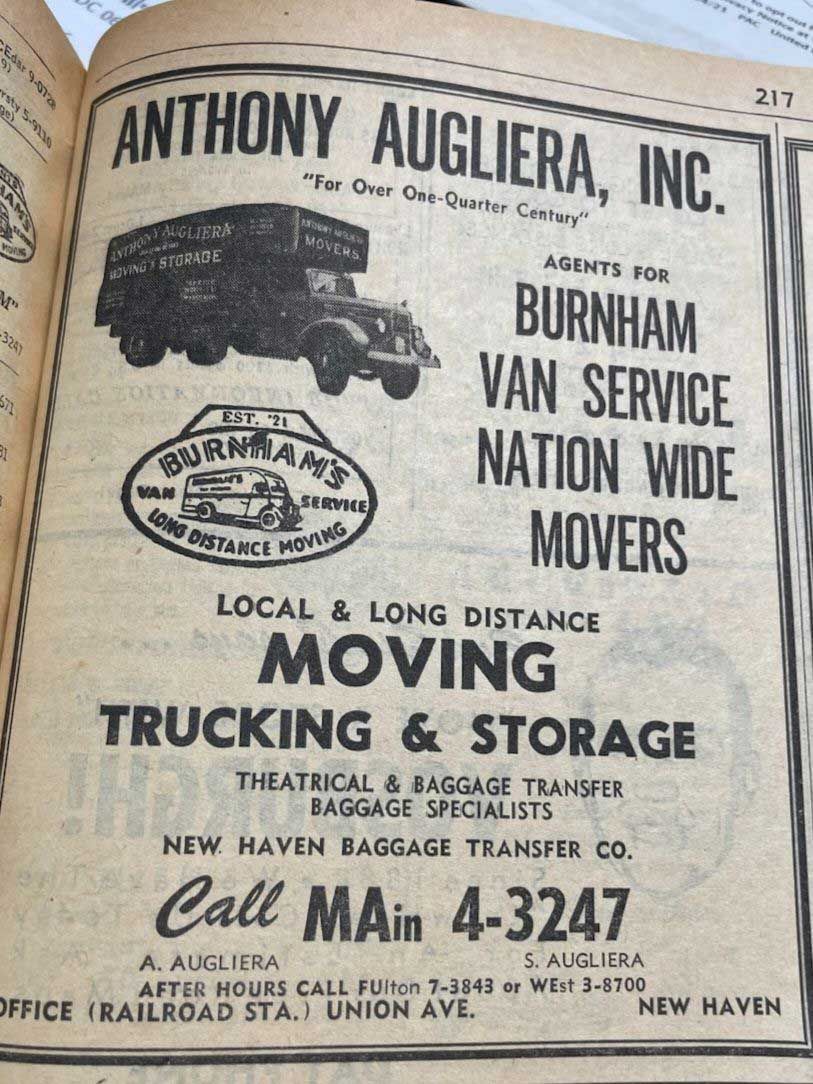 217
ANTHONY AUGLIERA, INC.
"For Over One-Quarter Century"
ANTHONY AUGLIERA
MOVING & STORAGE
MOVERS
AGENTS FOR
BURNHAM
VAN SERVICE
NATION WIDE
MOVERS
EST. '21
BURNHAM'S
VAN SERVICE
LONG DISTANCE MOVING
LOCAL & LONG DISTANCE
MOVING
TRUCKING & STORAGE
THEATRICAL & BAGGAGE TRANSFER
BAGGAGE SPECIALISTS
NEW HAVEN BAGGAGE TRANSFER CO.
Call MAin 4-3247
A. AUGLIERA S. AUGLIERA
AFTER HOURS CALL FUlton 7-3843 or WEst 3-8700
OFFICE (RAILROAD STA.) UNION AVE. NEW HAVEN